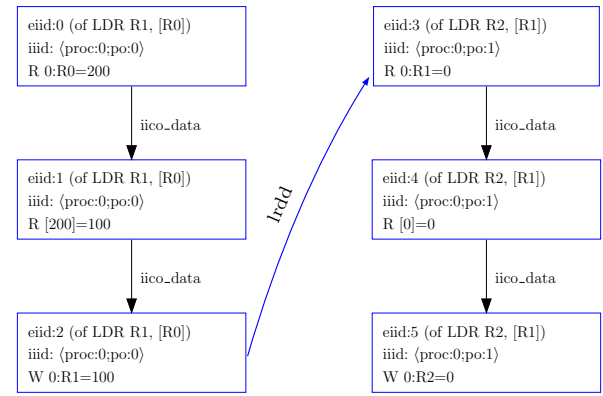 eiid:0 (of LDR R1, [R0])
iiid: ⟨proc:0;po:0⟩
R 0:R0=200
iico_data
eiid:1 (of LDR R1, [R0])
iiid: ⟨proc:0;po:0⟩
R [200]=100
iico_data
eiid:2 (of LDR R1, [R0])
iiid: ⟨proc:0;po:0⟩
W 0:R1=100
lrdd
eiid:3 (of LDR R2, [R1])
iiid: ⟨proc:0;po:1⟩
R 0:R1=0
iico_data
eiid:4 (of LDR R2, [R1])
iiid: ⟨proc:0;po:1⟩
R [0]=0
iico_data
eiid:5 (of LDR R2, [R1])
iiid: ⟨proc:0;po:1⟩
W 0:R2=0